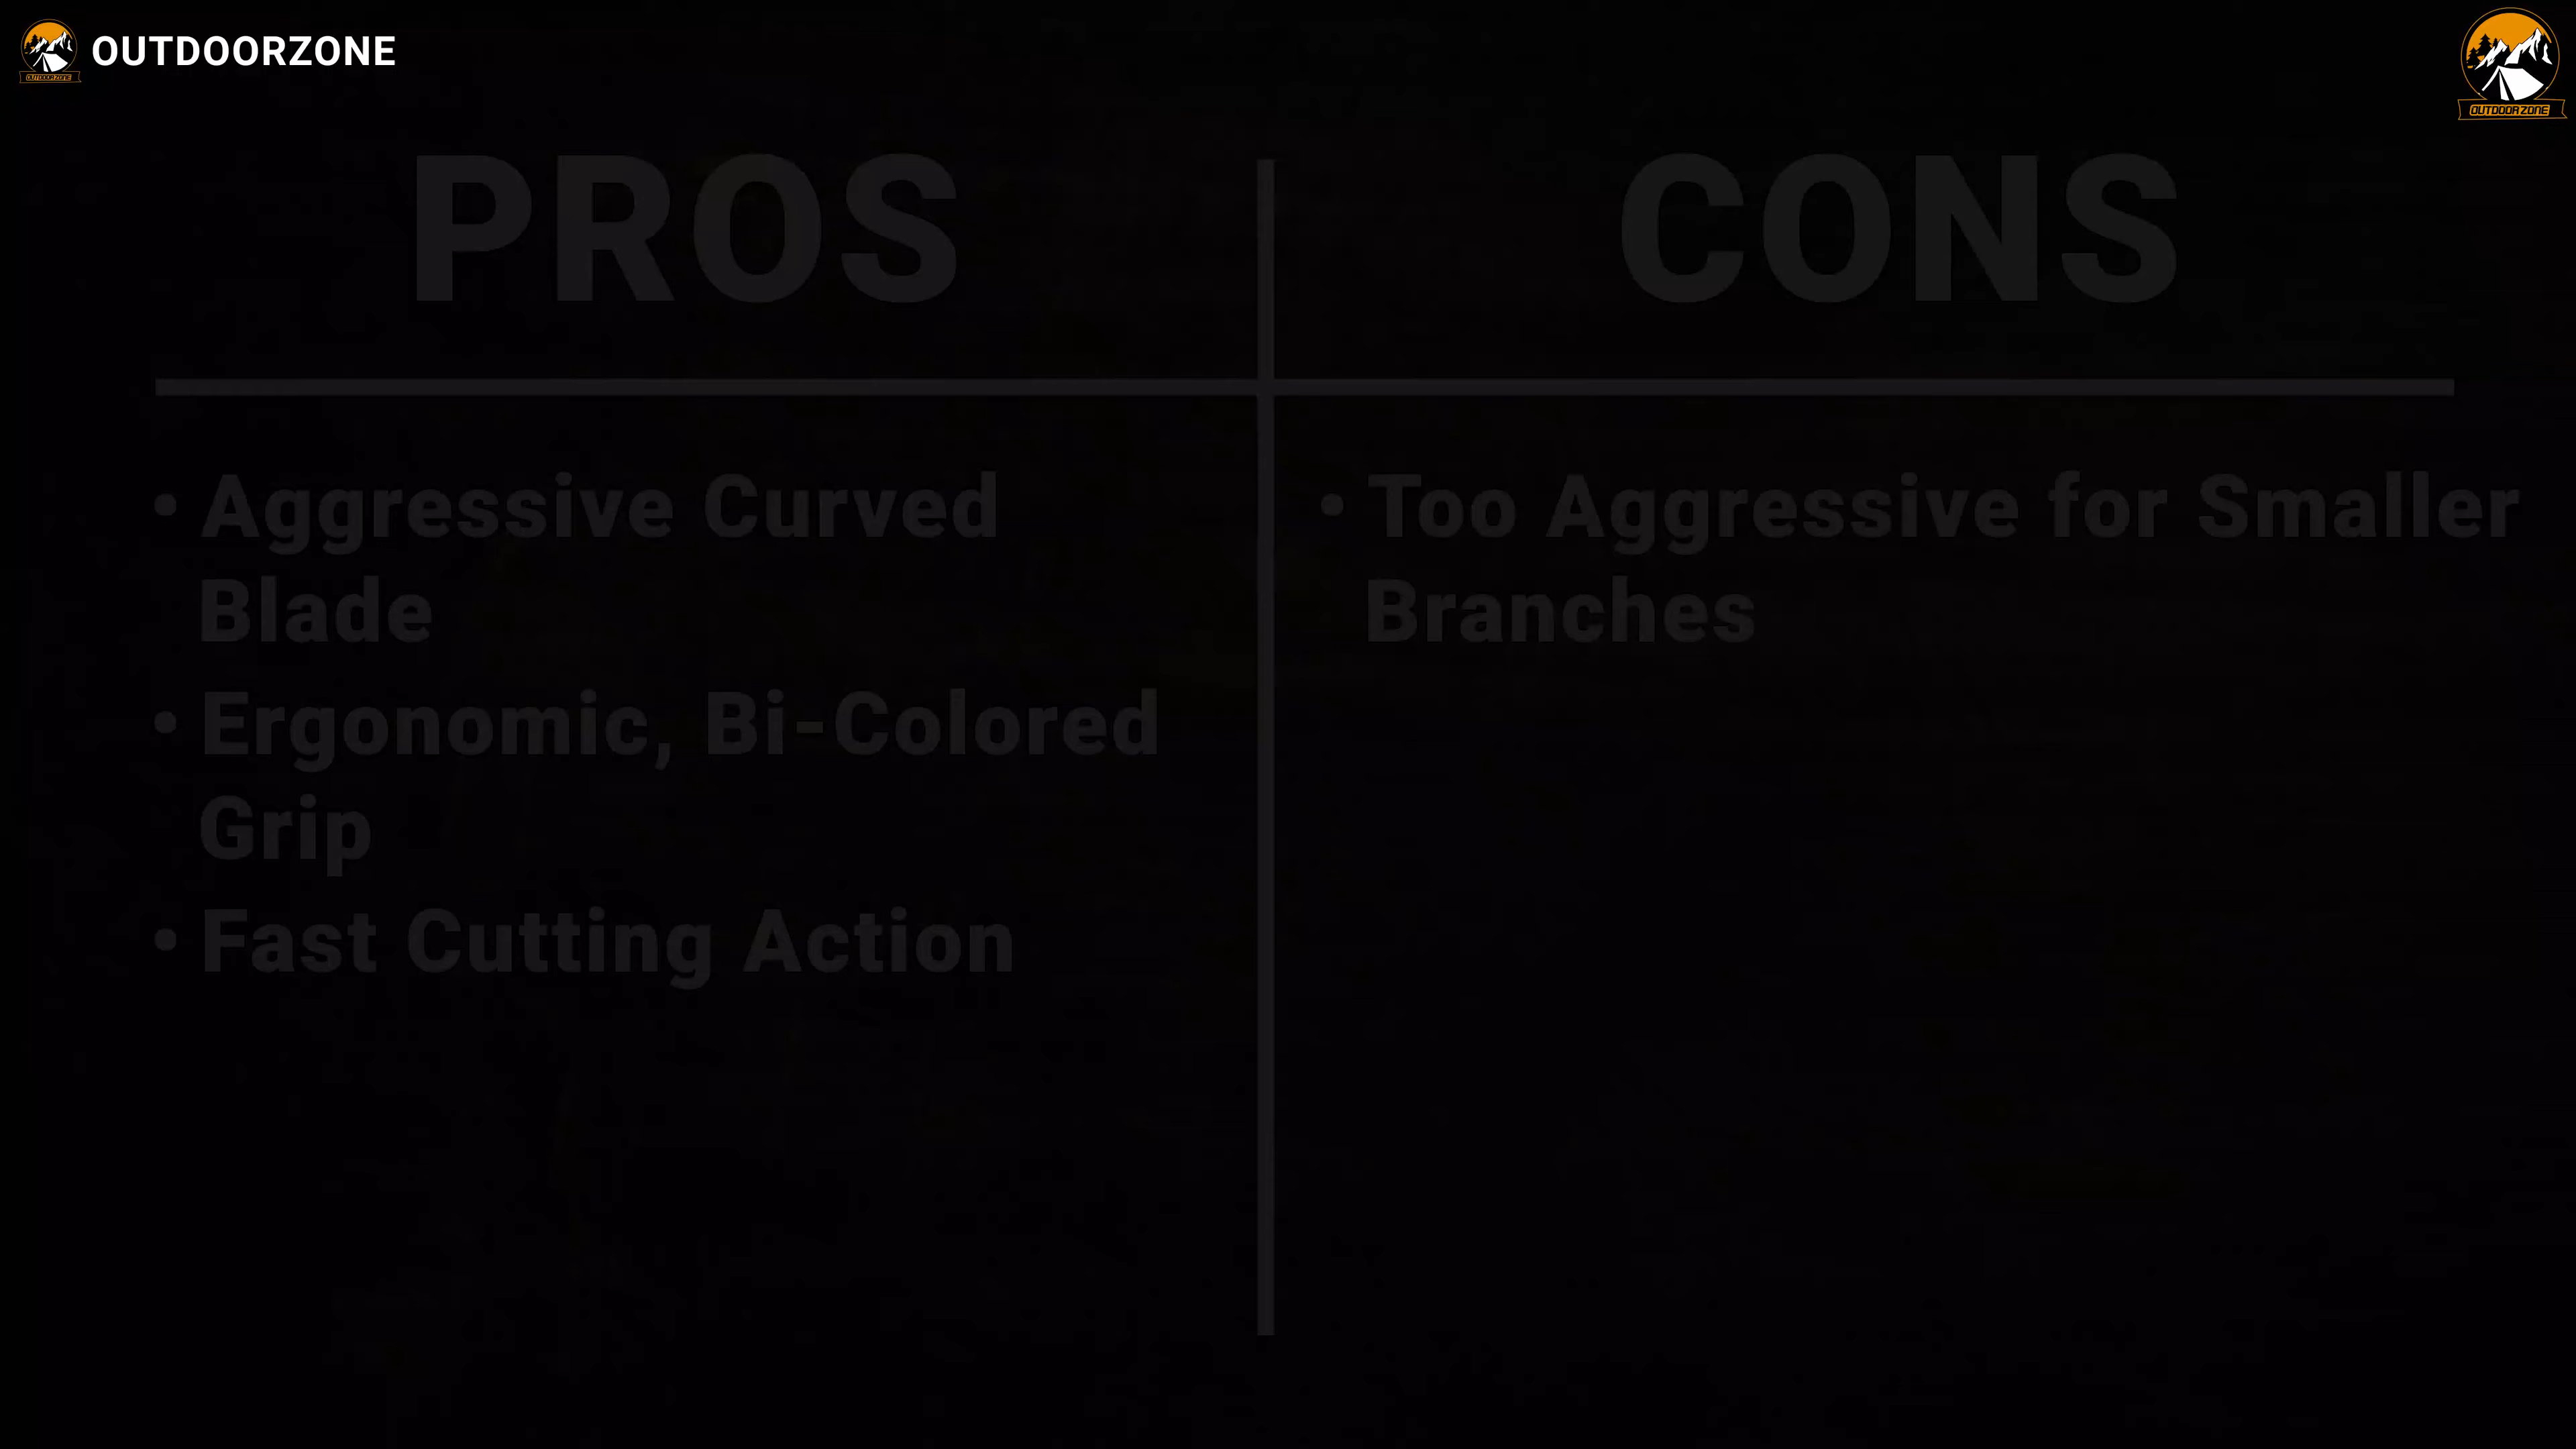 OUTDOORZONE
OUTDOORZONE
OUTDOORZONE
PROS
CONS
• Aggressive Curved
Blade
• Ergonomic, Bi-Colored
Grip
• Fast Cutting Action
• Too Aggressive for Smaller
Branches